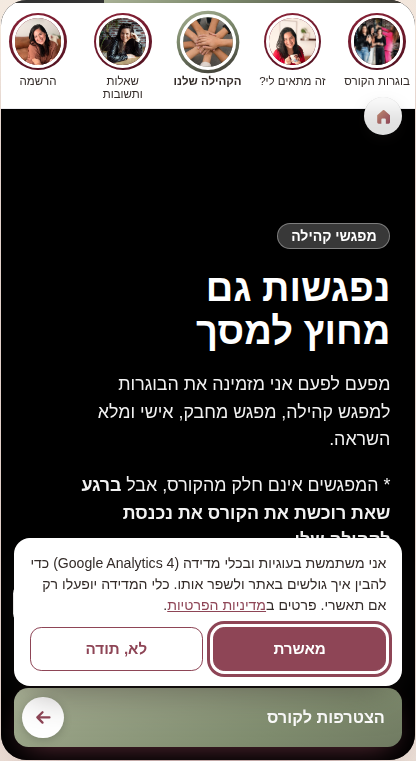 בוגרות הקורס
זה מתאים לי?
הקהילה שלנו
שאלות
ותשובות
הרשמה
מפגשי קהילה
נפגשות גם
מחוץ למסך
מפעם לפעם אני מזמינה את הבוגרות
למפגש קהילה, מפגש מחבק, אישי ומלא
השראה.
* המפגשים אינם חלק מהקורס, אבל ברגע
שאת רוכשת את הקורס את נכנסת
אני משתמשת בעוגיות ובכלי מדידה (Google Analytics 4) כדי
להבין איך גולשים באתר ולשפר אותו. כלי המדידה יופעלו רק
אם תאשרי. פרטים במדיניות הפרטיות.
מאשרת
לא, תודה
הצטרפות לקורס